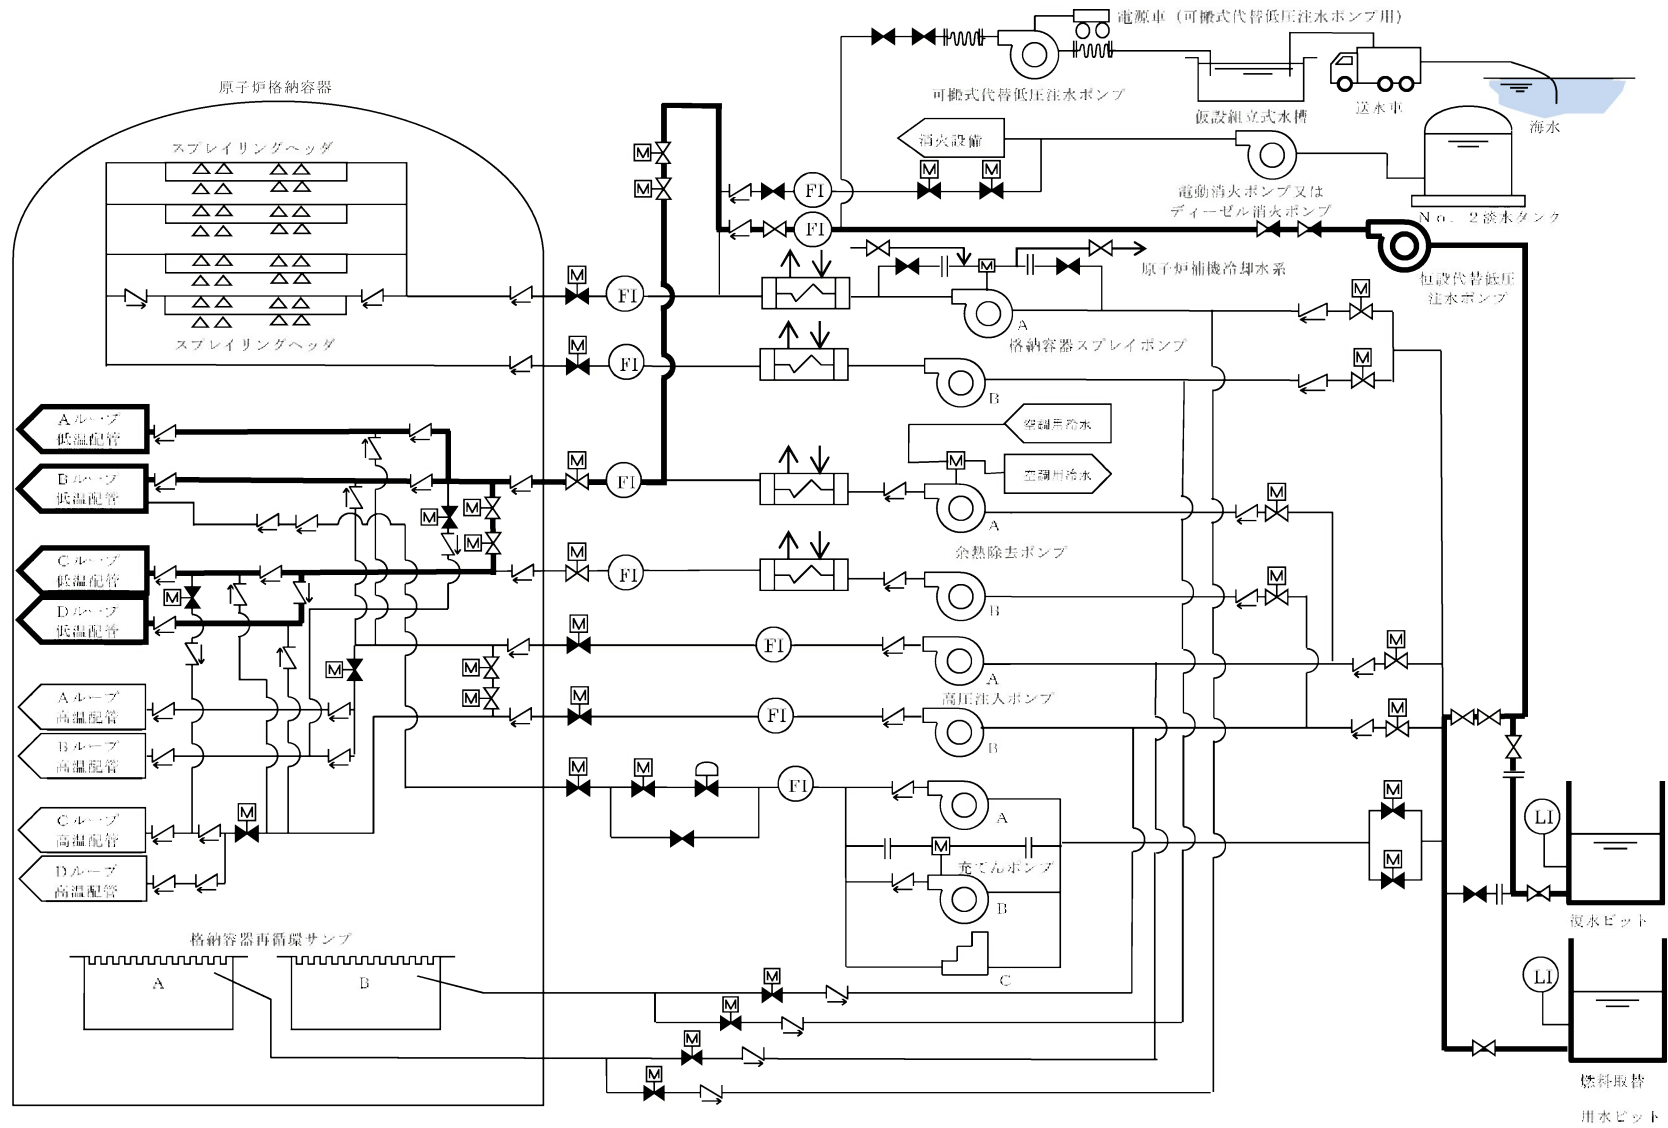 電源車（可搬式代替低圧注水ポンプ用）
可搬式代替低圧注水ポンプ
仮設組立式水槽
送水車
海水
消火設備
M
M
FI
電動消火ポンプ又は
ディーゼル消火ポンプ
No．2淡水タンク
FI
恒設代替低圧
注水ポンプ
原子炉格納容器
スプレイリングヘッダ
スプレイリングヘッダ
M
M
M
FI
M
原子炉補機冷却水系
A
格納容器スプレイポンプ
M
M
FI
B
M
Aループ
低温配管
Bループ
低温配管
Cループ
低温配管
Dループ
低温配管
M
M
M
M
M
FI
M
空調用冷水
空調用冷水
A
M
余熱除去ポンプ
M
FI
B
M
M
M
M
M
FI
A
M
高圧注入ポンプ
M
FI
B
M
Aループ
高温配管
Bループ
高温配管
Cループ
高温配管
Dループ
高温配管
M
M
M
FI
A
M
充てんポンプ
B
C
M
M
LI
復水ピット
LI
燃料取替
用水ピット
格納容器再循環サンプ
A
B
M
M
M
M